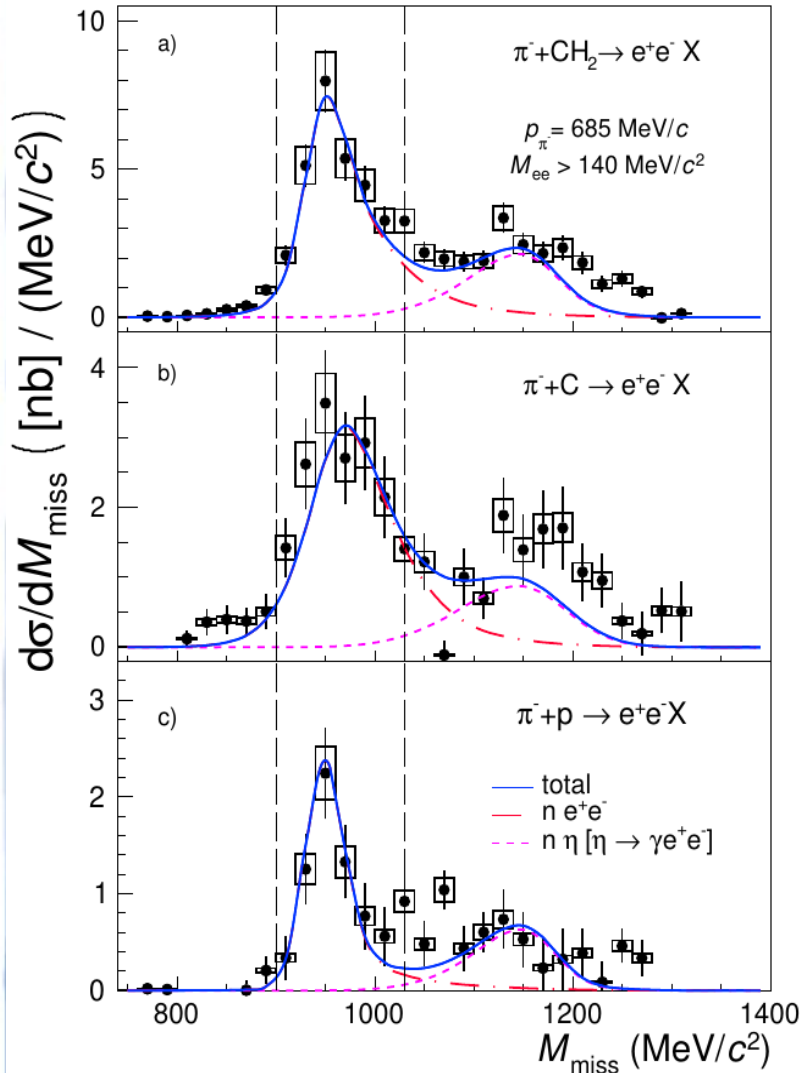 dσ/dM_miss ( [nb] / (MeV/c²) )
10
5
0
a)
π⁻+CH₂→ e⁺e⁻ X
p_π⁻ = 685 MeV/c
M_ee > 140 MeV/c²
4
2
0
b)
π⁻+C → e⁺e⁻ X
3
2
1
0
c)
π⁻+p → e⁺e⁻X
total
n e⁺e⁻
n η [η → γe⁺e⁻]
800
1000
1200
1400
M_miss (MeV/c²)